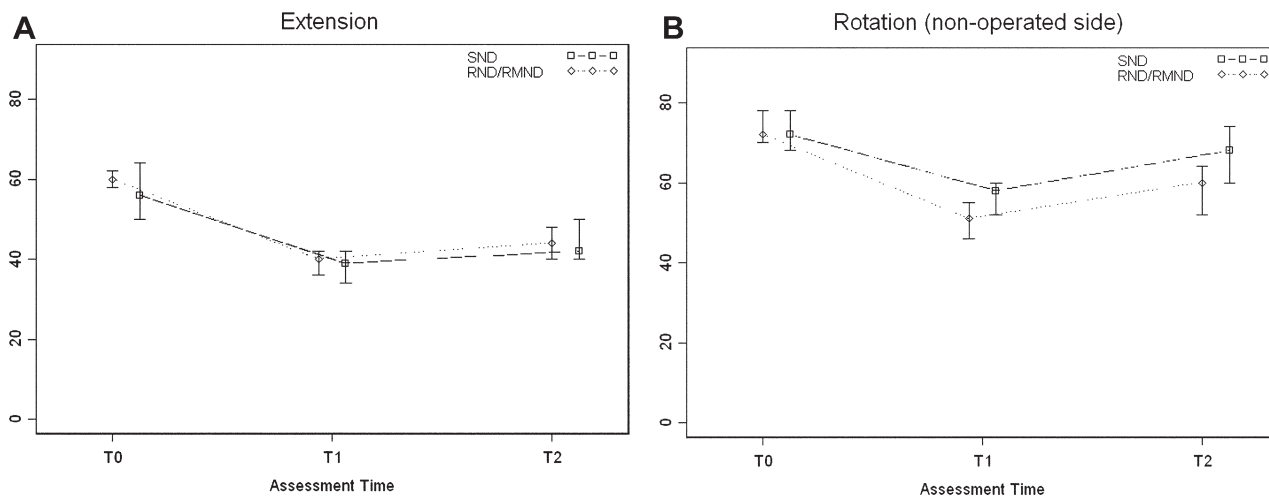 A
Extension
SND
RND/RMND
80
60
40
20
0
T0
T1
T2
Assessment Time
B
Rotation (non-operated side)
SND
RND/RMND
80
60
40
20
0
T0
T1
T2
Assessment Time